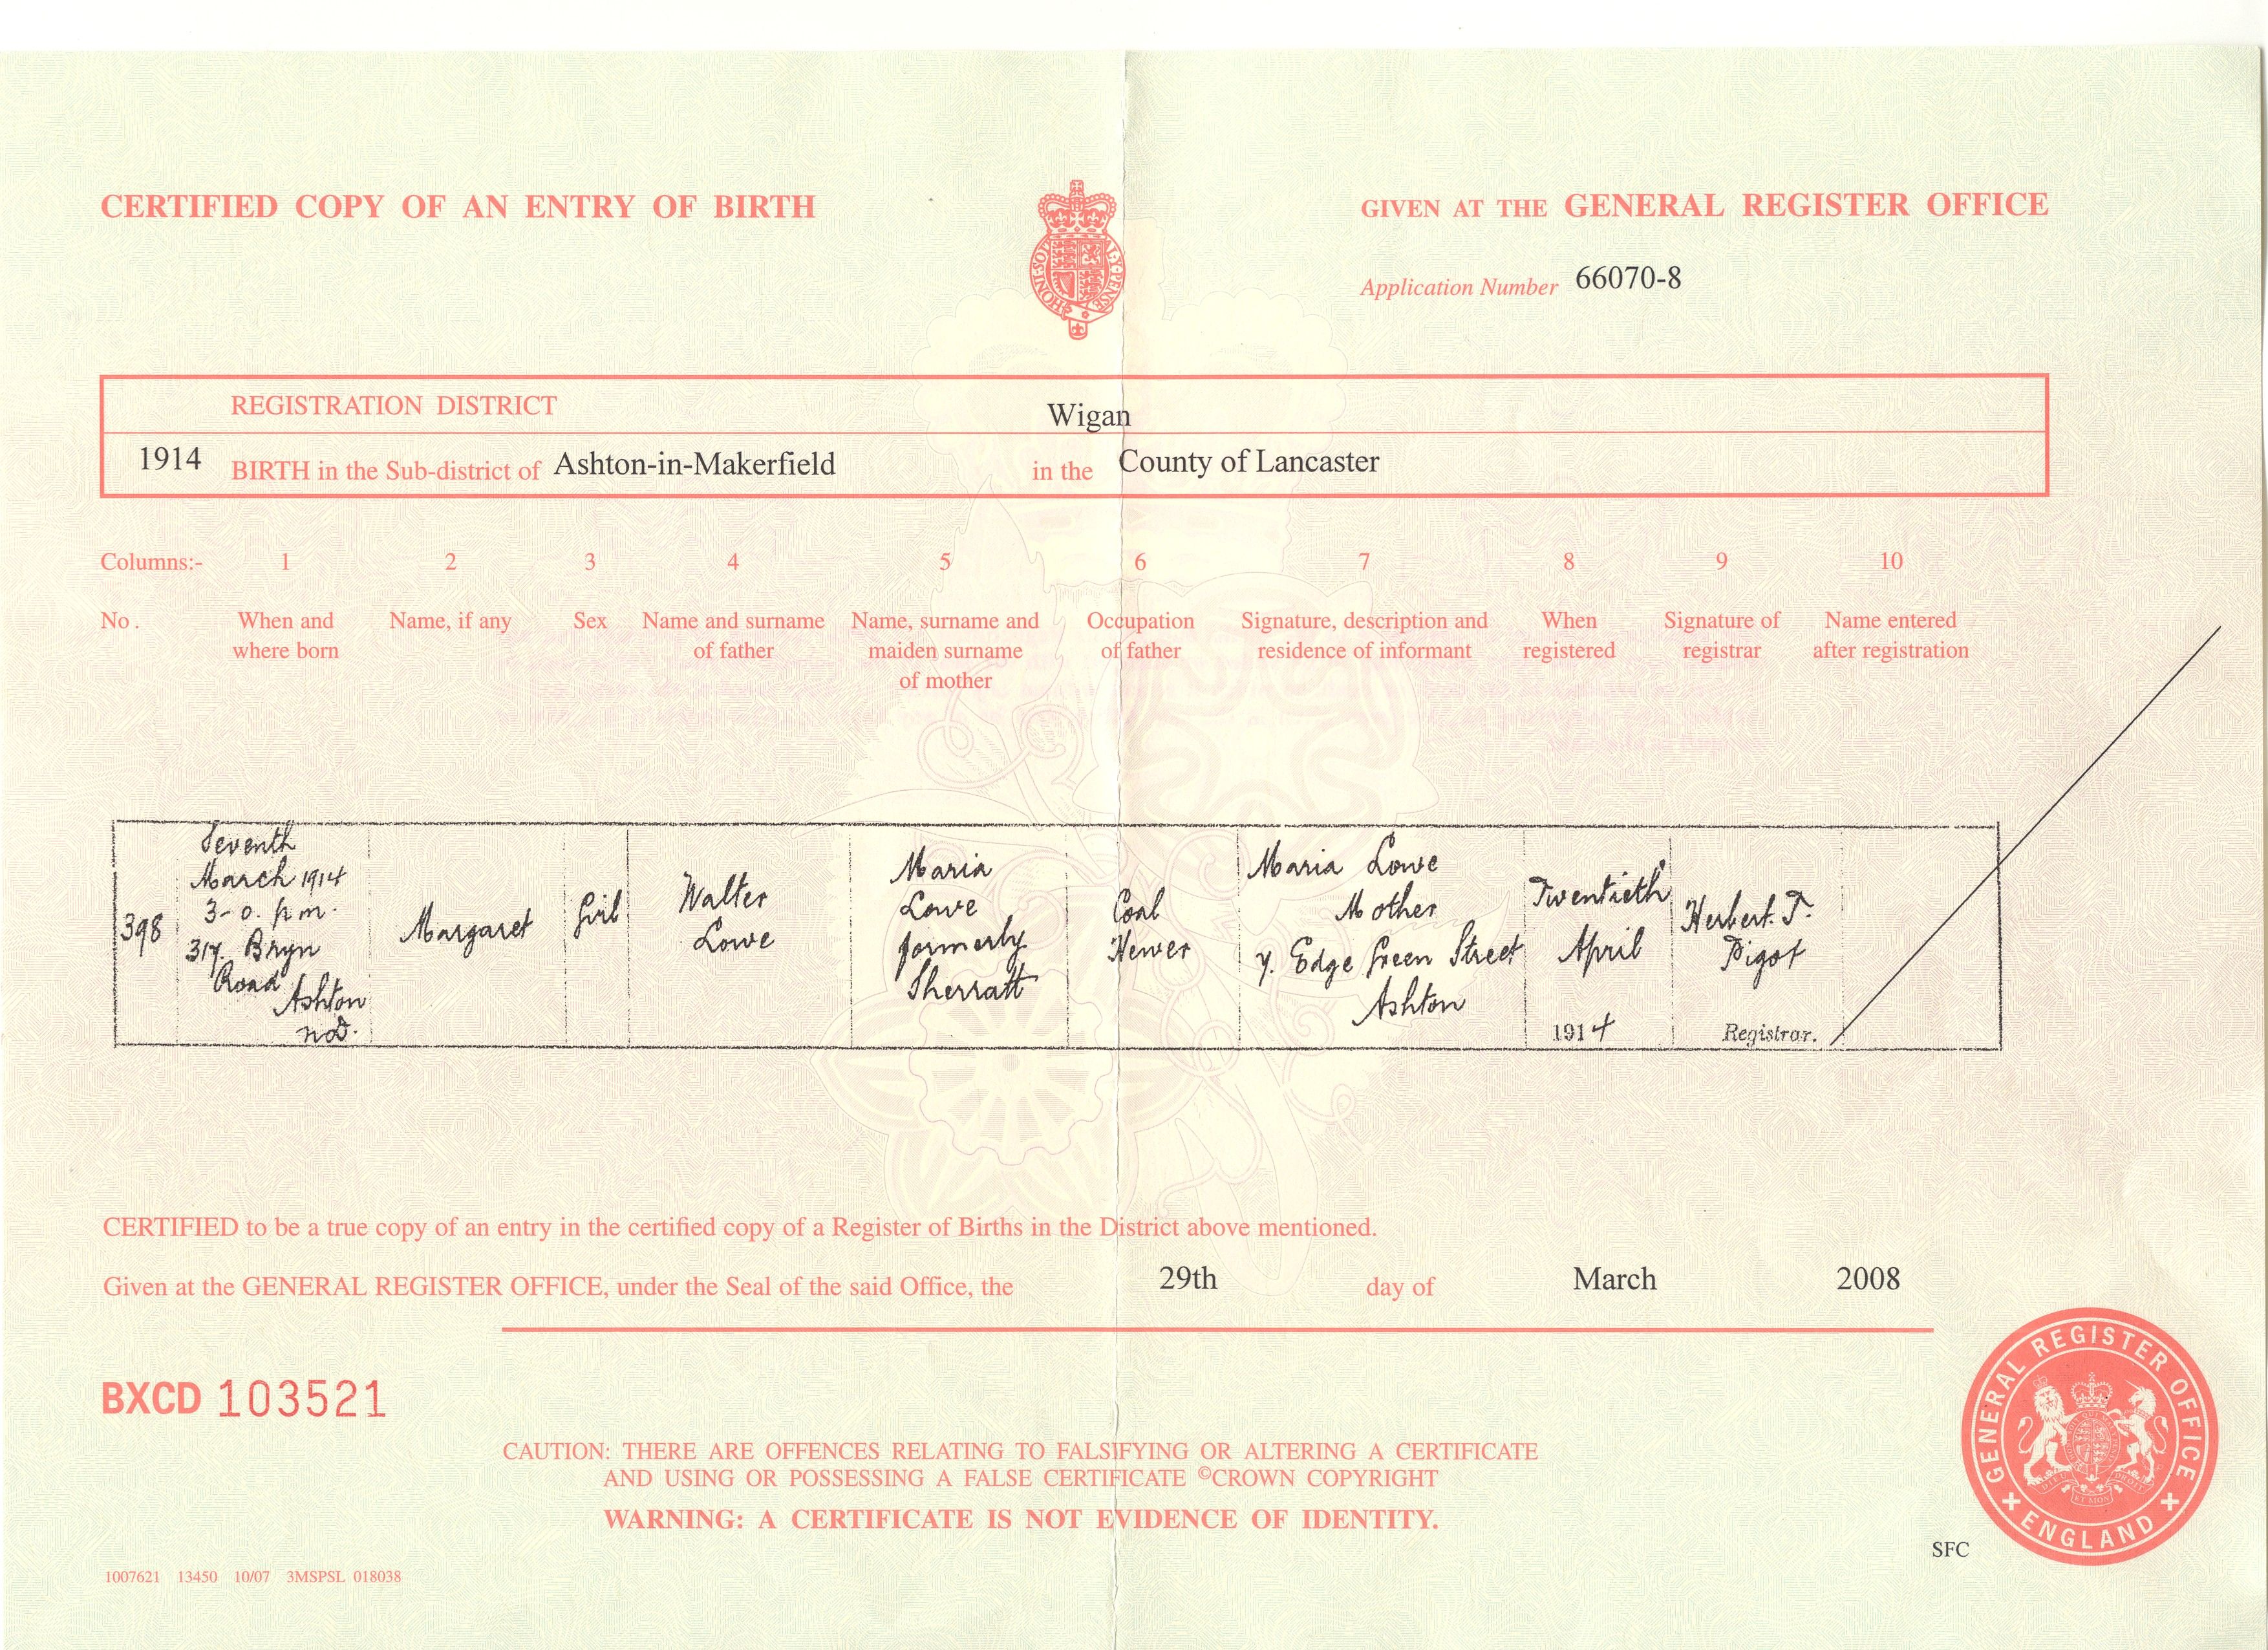 CERTIFIED COPY OF AN ENTRY OF BIRTH
GIVEN AT THE GENERAL REGISTER OFFICE
Application Number 66070-8
REGISTRATION DISTRICT Wigan
1914 BIRTH in the Sub-district of Ashton-in-Makerfield in the County of Lancaster
Columns:- 1 2 3 4 5 6 7 8 9 10
No. When and where born
Name, if any
Sex
Name and surname of father
Name, surname and maiden surname of mother
Occupation of father
Signature, description and residence of informant
When registered
Signature of registrar
Name entered after registration
398
Seventh
March 1914
3-0. p.m.
317. Bryn
Road
Ashton
Margaret
Girl
Walter
Lowe
Maria
Lowe
formerly
Sherratt
Coal
Hewer
Maria Lowe
Mother
7. Edge Green Street
Ashton
Twentieth
April
1914
Herbert. T.
Pigot
Registrar.
CERTIFIED to be a true copy of an entry in the certified copy of a Register of Births in the District above mentioned.
Given at the GENERAL REGISTER OFFICE, under the Seal of the said Office, the 29th day of March 2008
BXCD 103521
CAUTION: THERE ARE OFFENCES RELATING TO FALSIFYING OR ALTERING A CERTIFICATE
AND USING OR POSSESSING A FALSE CERTIFICATE ©CROWN COPYRIGHT
WARNING: A CERTIFICATE IS NOT EVIDENCE OF IDENTITY.
GENERAL REGISTER OFFICE
ENGLAND
SFC
1007621 13450 10/07 3MSPSL 018038